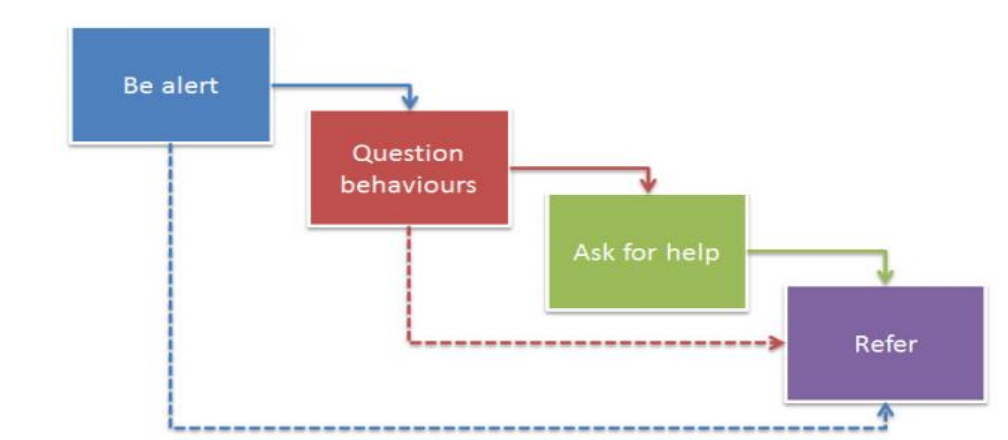 Be alert
Question
behaviours
Ask for help
Refer